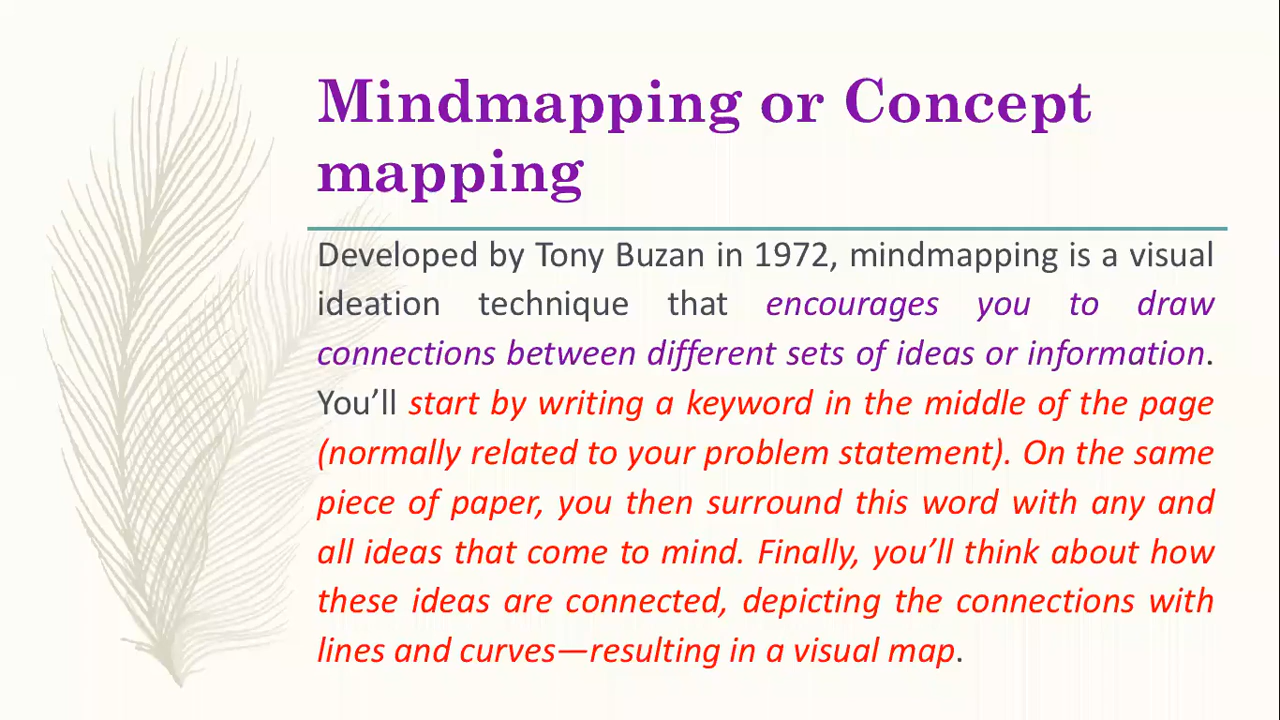 Mindmapping or Concept
mapping
Developed by Tony Buzan in 1972, mindmapping is a visual
ideation technique that encourages you to draw
connections between different sets of ideas or information.
You’ll start by writing a keyword in the middle of the page
(normally related to your problem statement). On the same
piece of paper, you then surround this word with any and
all ideas that come to mind. Finally, you’ll think about how
these ideas are connected, depicting the connections with
lines and curves—resulting in a visual map.